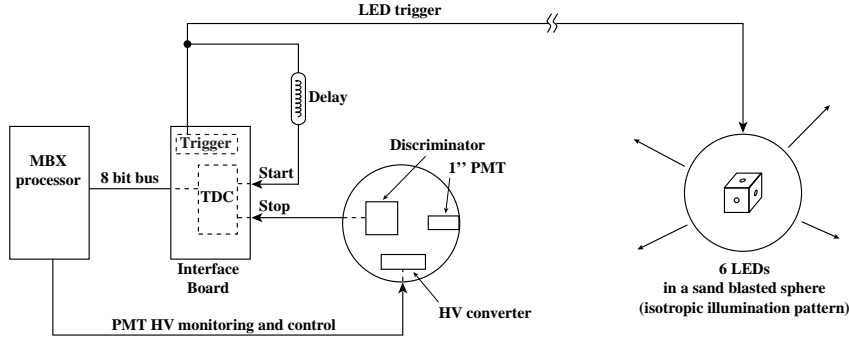 LED trigger
Delay
Trigger
MBX
processor
8 bit bus
TDC
Start
Stop
Discriminator
1’’ PMT
Interface
Board
HV converter
PMT HV monitoring and control
6 LEDs
in a sand blasted sphere
(isotropic illumination pattern)